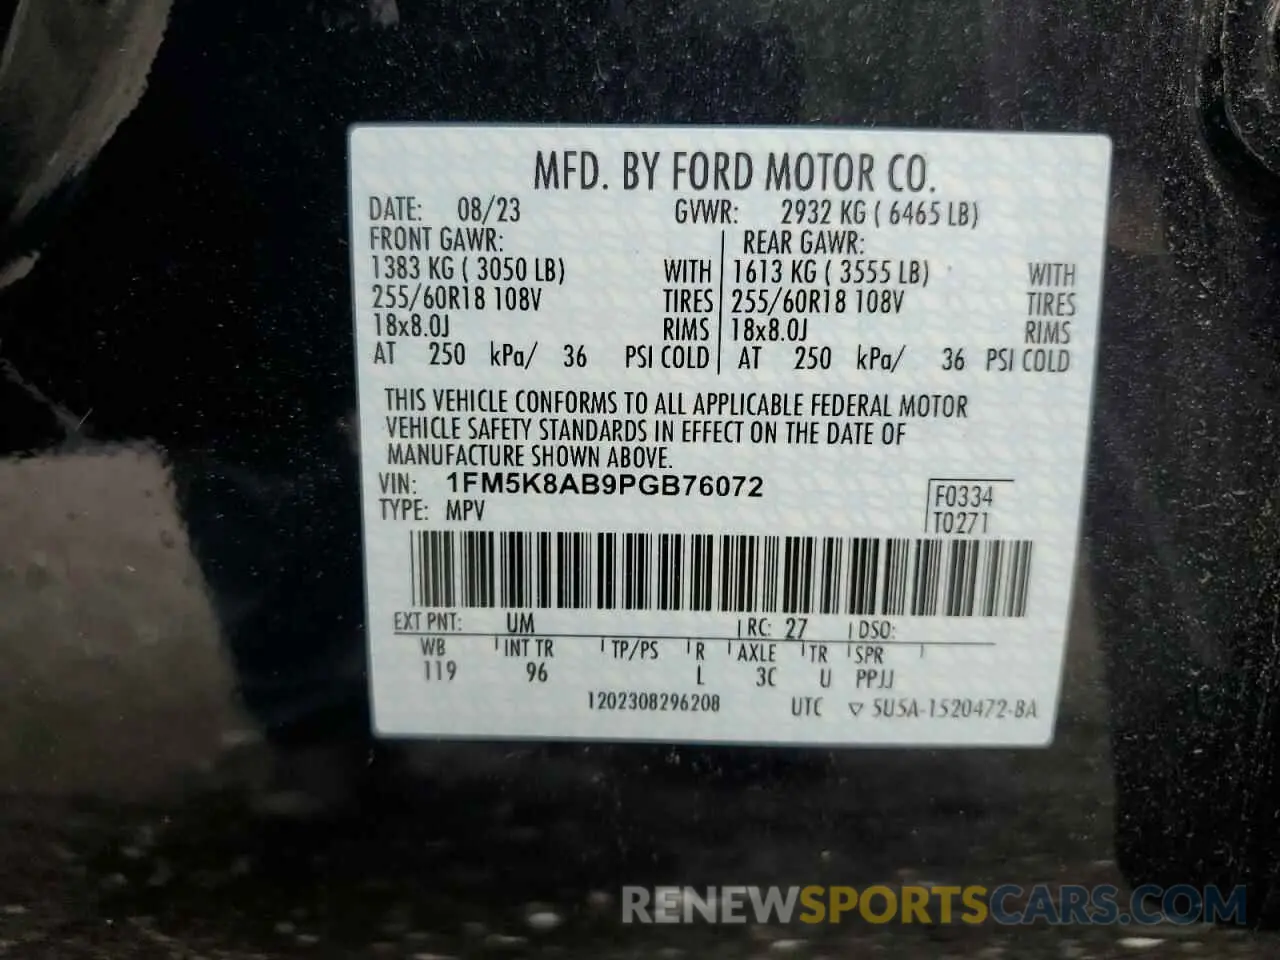 MFD. BY FORD MOTOR CO.
DATE: 08/23 GVWR: 2932 KG ( 6465 LB)
FRONT GAWR: REAR GAWR:
1383 KG ( 3050 LB) WITH 1613 KG ( 3555 LB) WITH
255/60R18 108V TIRES 255/60R18 108V TIRES
18x8.0J RIMS 18x8.0J RIMS
AT 250 kPa/ 36 PSI COLD AT 250 kPa/ 36 PSI COLD
THIS VEHICLE CONFORMS TO ALL APPLICABLE FEDERAL MOTOR
VEHICLE SAFETY STANDARDS IN EFFECT ON THE DATE OF
MANUFACTURE SHOWN ABOVE.
VIN: 1FM5K8AB9PGB76072
TYPE: MPV
F0334
T0271
EXT PNT: UM RC: 27 DSO:
WB INT TR TP/PS R AXLE TR SPR
119 96 L 3C U PPJJ
1202308296208 UTC ▽ 5U5A-1520472-BA
RENEWSPORTSCARS.COM